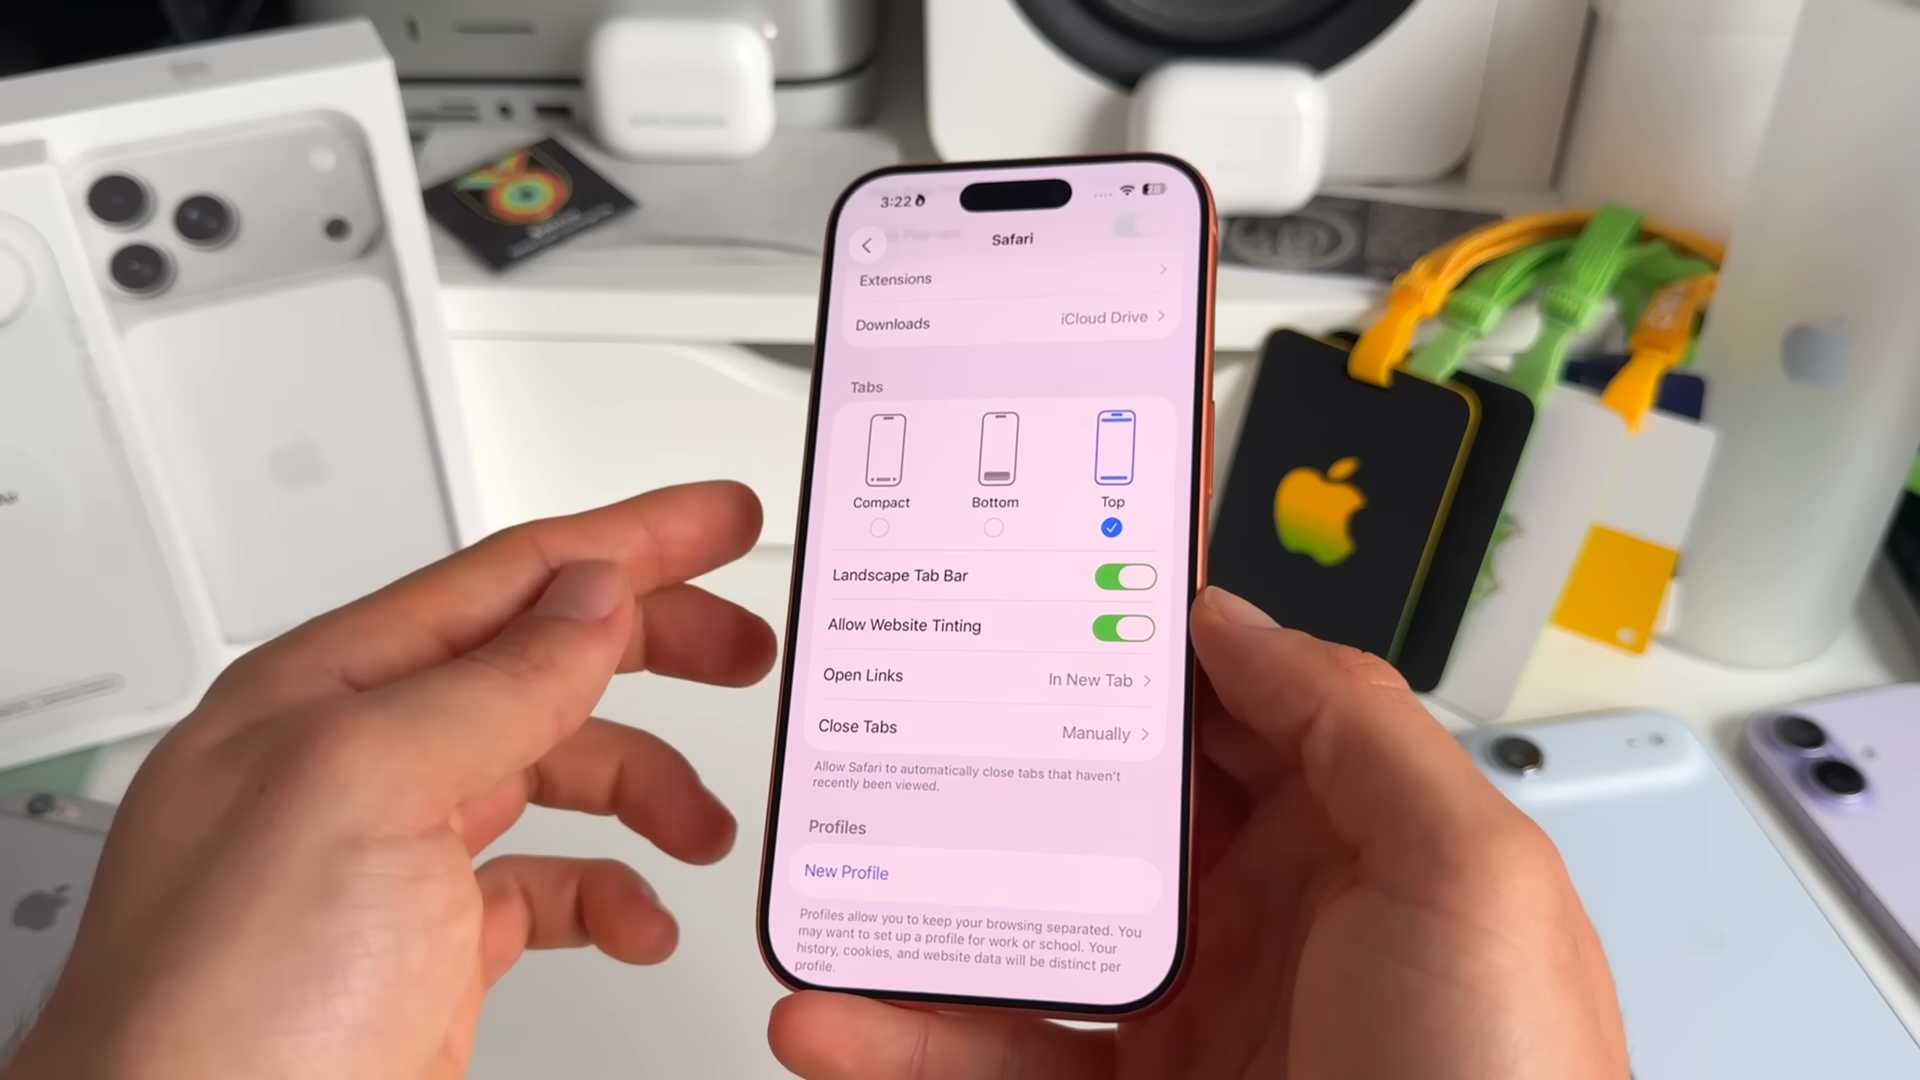 3:22
28
Safari
Extensions
Downloads iCloud Drive
Tabs
Compact Bottom Top
Landscape Tab Bar
Allow Website Tinting
Open Links In New Tab
Close Tabs Manually
Allow Safari to automatically close tabs that haven't
recently been viewed.
Profiles
New Profile
Profiles allow you to keep your browsing separated. You
may want to set up a profile for work or school. Your
history, cookies, and website data will be distinct per
profile.